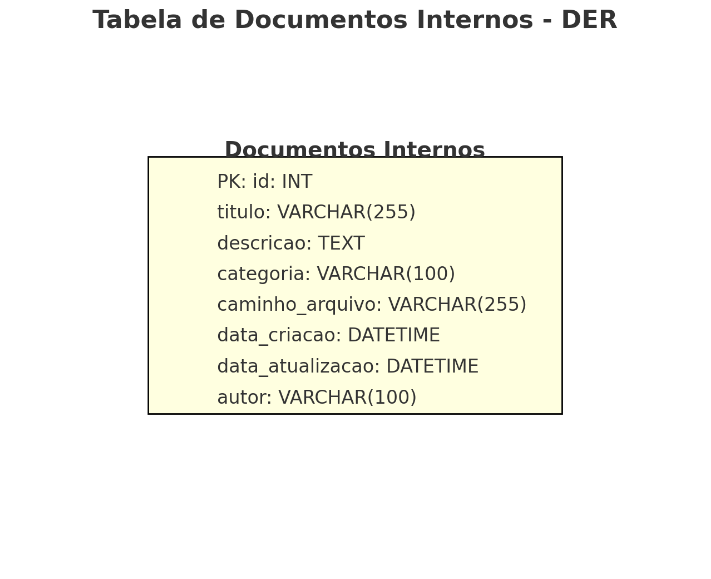 Tabela de Documentos Internos - DER
Documentos Internos
PK: id: INT
titulo: VARCHAR(255)
descricao: TEXT
categoria: VARCHAR(100)
caminho_arquivo: VARCHAR(255)
data_criacao: DATETIME
data_atualizacao: DATETIME
autor: VARCHAR(100)